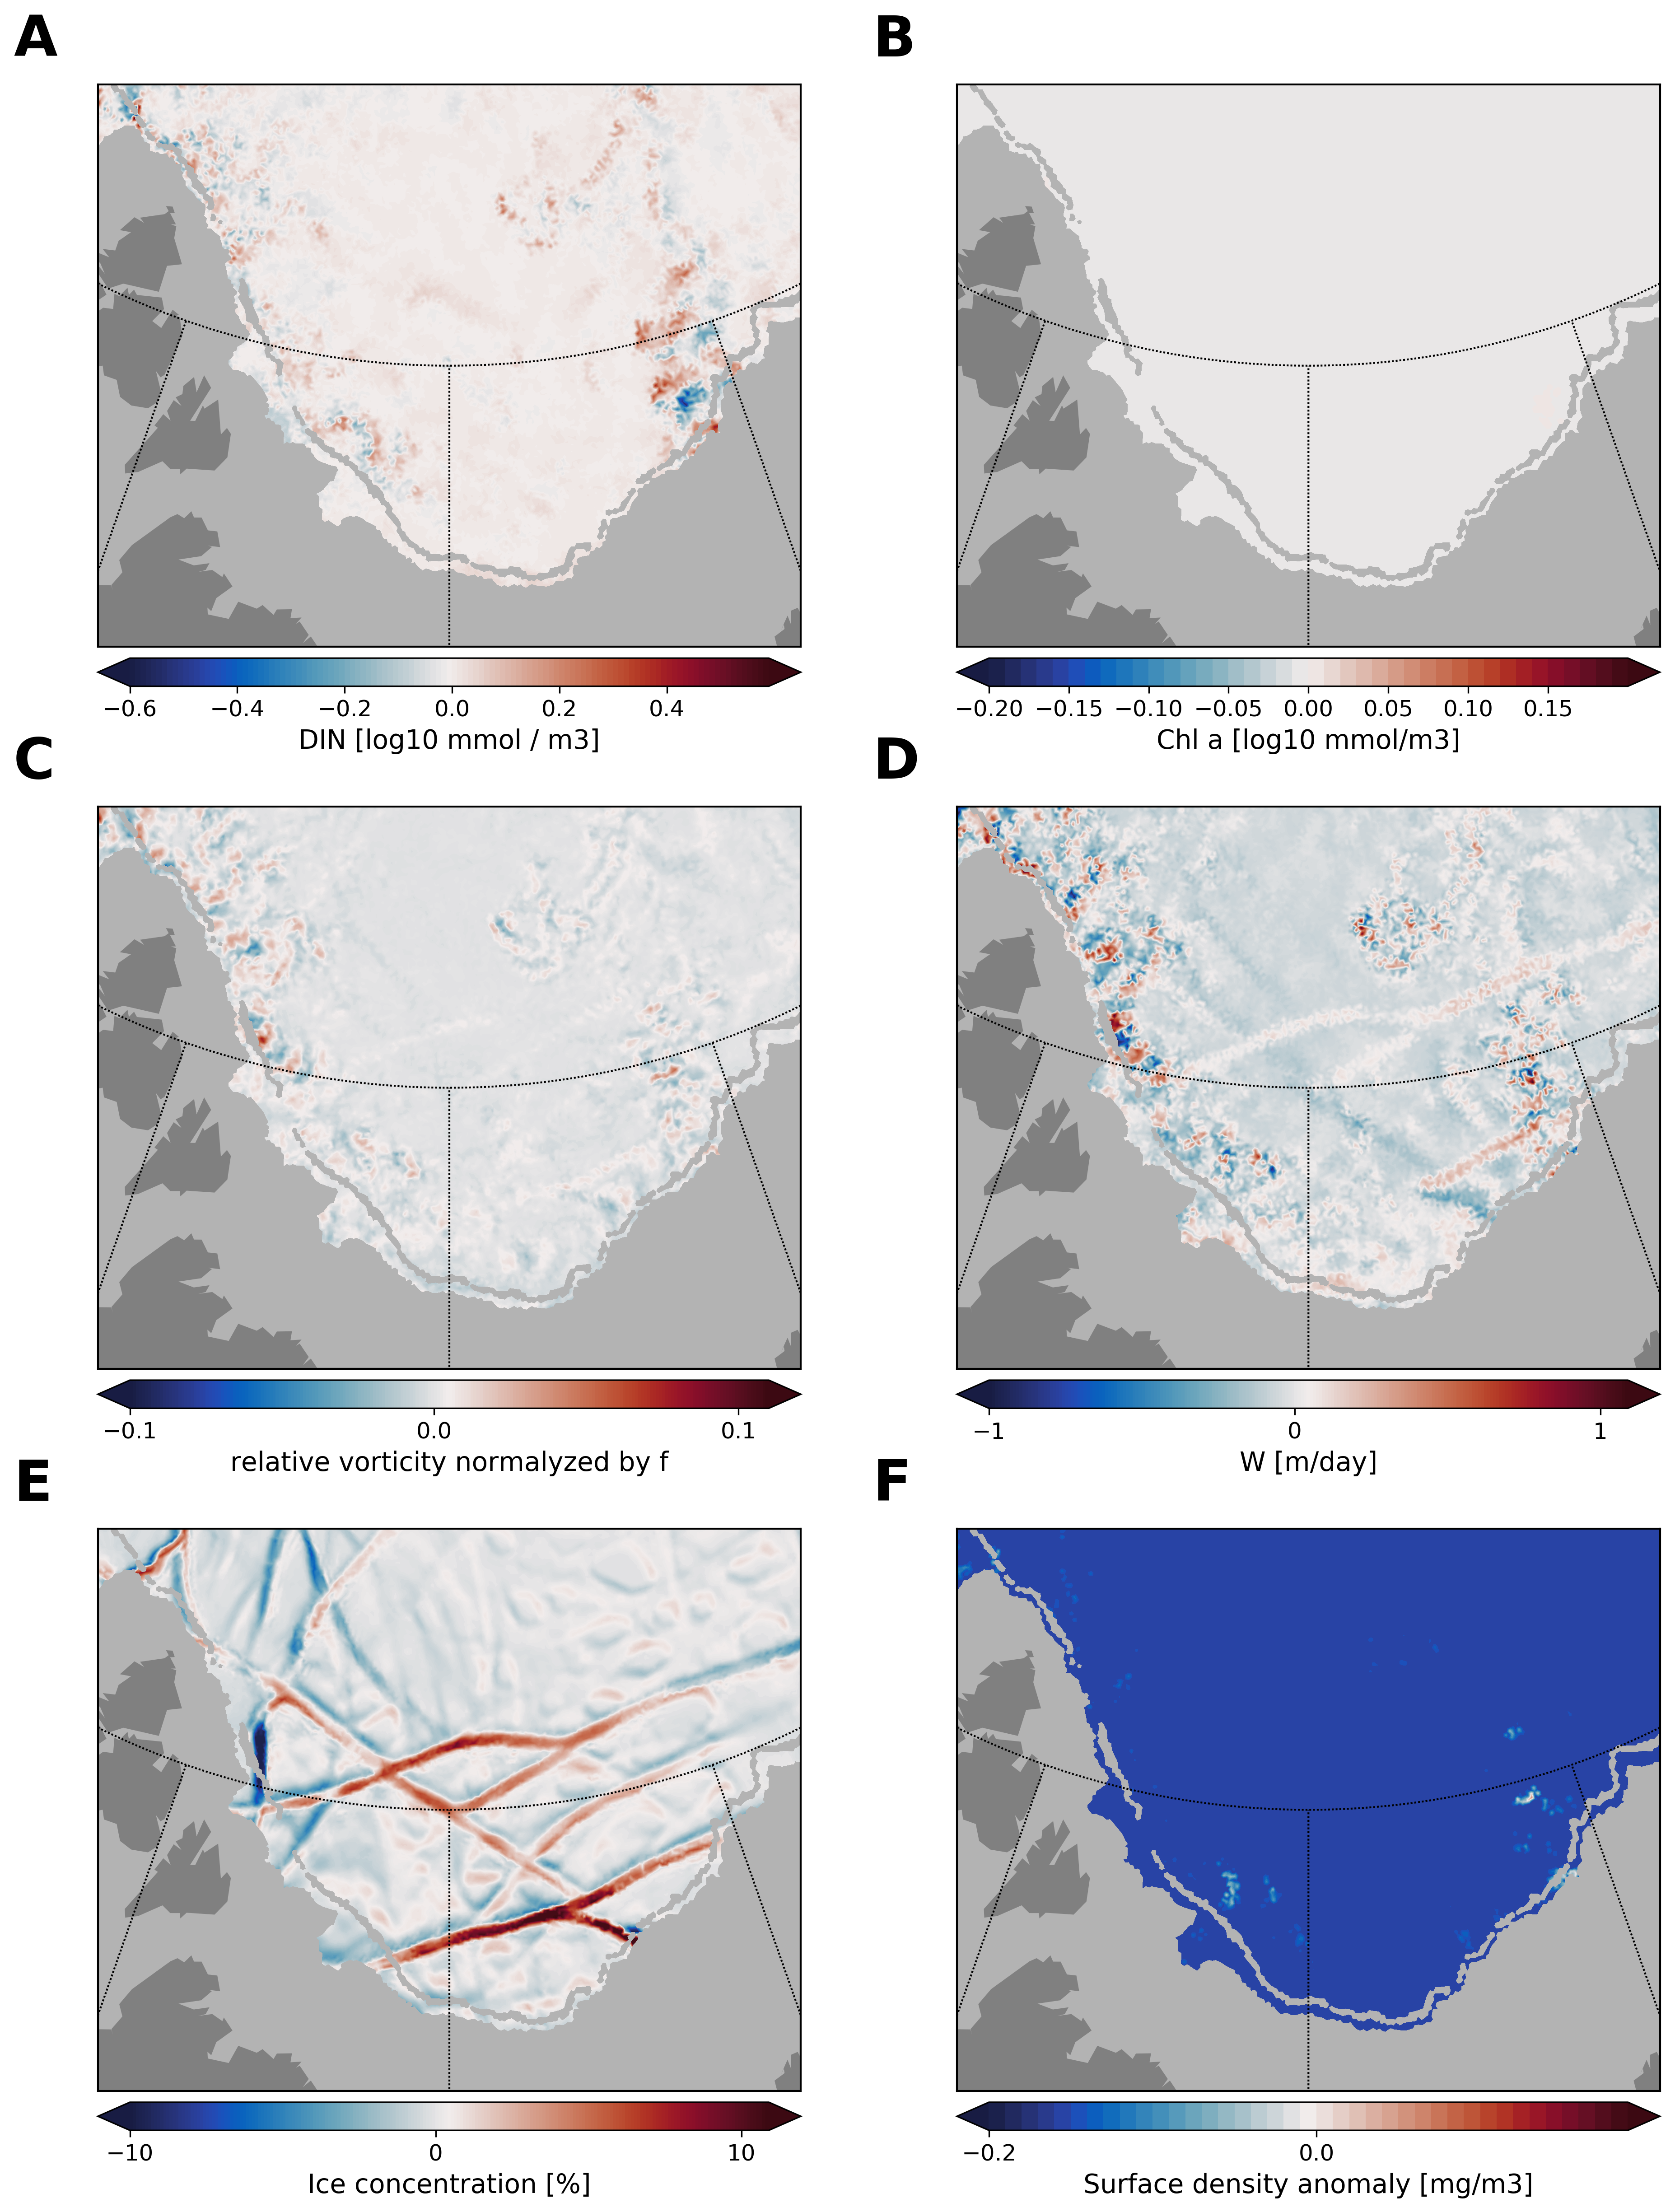 A
B
−0.6 −0.4 −0.2 0.0 0.2 0.4
DIN [log10 mmol / m3]
−0.20 −0.15 −0.10 −0.05 0.00 0.05 0.10 0.15
Chl a [log10 mmol/m3]
C
D
−0.1 0.0 0.1
relative vorticity normalyzed by f
−1 0 1
W [m/day]
E
F
−10 0 10
Ice concentration [%]
−0.2 0.0
Surface density anomaly [mg/m3]